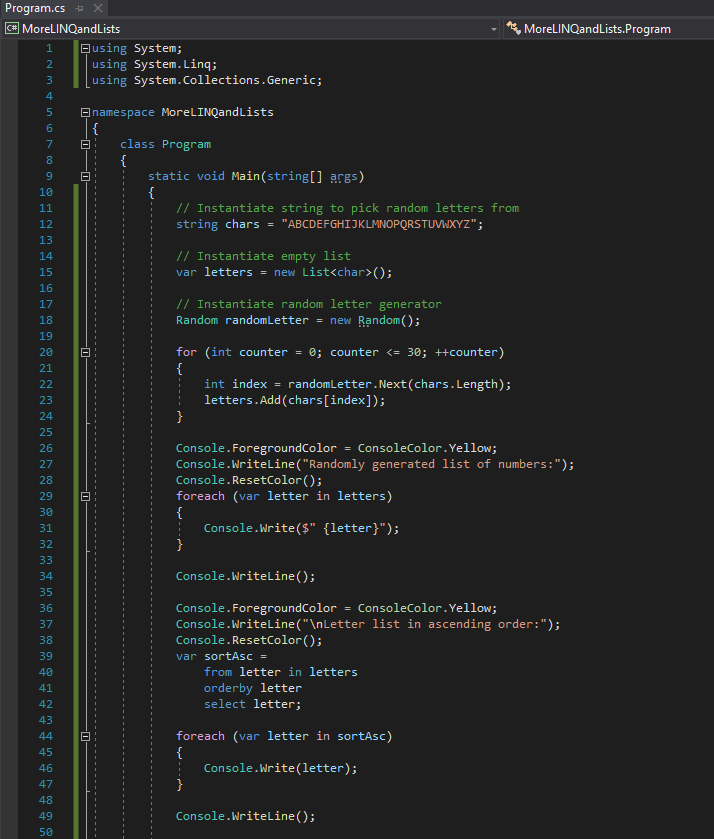 Program.cs
C# MoreLINQandLists MoreLINQandLists.Program
1 using System;
2 using System.Linq;
3 using System.Collections.Generic;
4
5 namespace MoreLINQandLists
6 {
7     class Program
8     {
9         static void Main(string[] args)
10         {
11             // Instantiate string to pick random letters from
12             string chars = "ABCDEFGHIJKLMNOPQRSTUVWXYZ";
13
14             // Instantiate empty list
15             var letters = new List<char>();
16
17             // Instantiate random letter generator
18             Random randomLetter = new Random();
19
20             for (int counter = 0; counter <= 30; ++counter)
21             {
22                 int index = randomLetter.Next(chars.Length);
23                 letters.Add(chars[index]);
24             }
25
26             Console.ForegroundColor = ConsoleColor.Yellow;
27             Console.WriteLine("Randomly generated list of numbers:");
28             Console.ResetColor();
29             foreach (var letter in letters)
30             {
31                 Console.Write($" {letter}");
32             }
33
34             Console.WriteLine();
35
36             Console.ForegroundColor = ConsoleColor.Yellow;
37             Console.WriteLine("\nLetter list in ascending order:");
38             Console.ResetColor();
39             var sortAsc =
40                 from letter in letters
41                 orderby letter
42                 select letter;
43
44             foreach (var letter in sortAsc)
45             {
46                 Console.Write(letter);
47             }
48
49             Console.WriteLine();
50